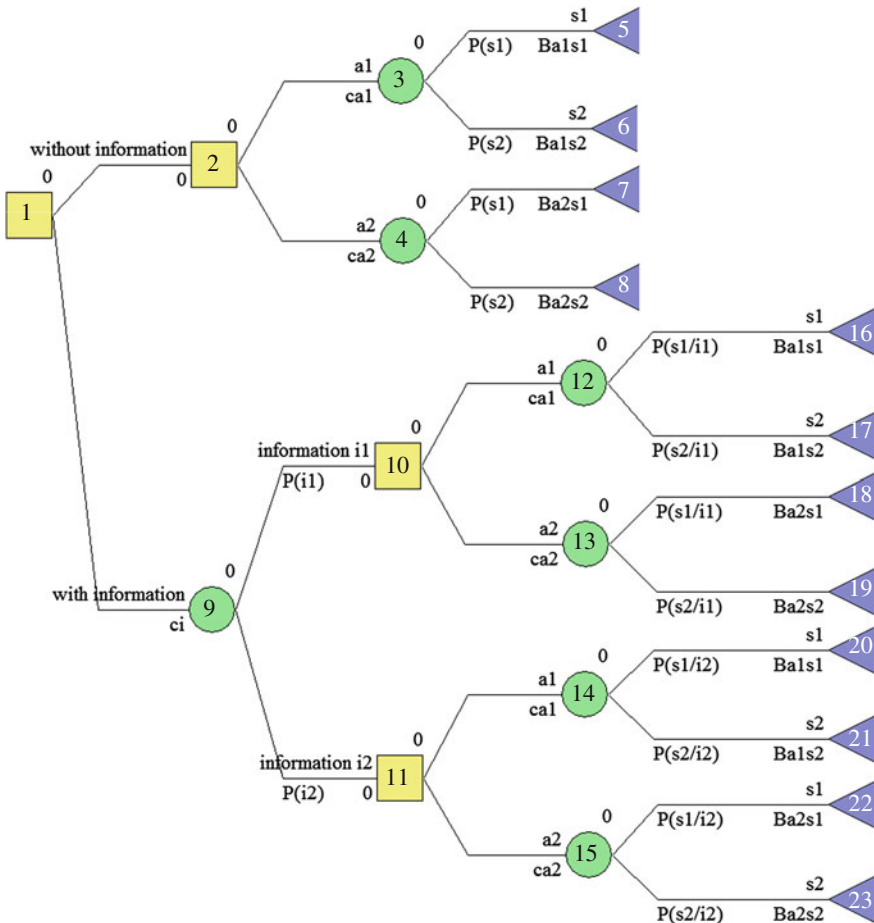 s1
5
0
P(s1) Ba1s1
a1
3
ca1
s2
0
6
without information
P(s2) Ba1s2
2
0
0
1
0
P(s1) 7
Ba2s1
a2
4
ca2
8
P(s2) Ba2s2
s1
0
16
P(s1/i1) Ba1s1
a1
12
ca1
s2
0
17
information i1
P(s2/i1) Ba1s2
10
P(i1) 0
18
0
P(s1/i1) Ba2s1
a2
13
ca2
0
with information
9
ci
19
P(s2/i1) Ba2s2
s1
20
0
P(s1/i2) Ba1s1
a1
14
ca1
s2
0
21
information i2
P(s2/i2) Ba1s2
11
P(i2) 0
s1
22
0
P(s1/i2) Ba2s1
a2
15
ca2
s2
23
P(s2/i2) Ba2s2